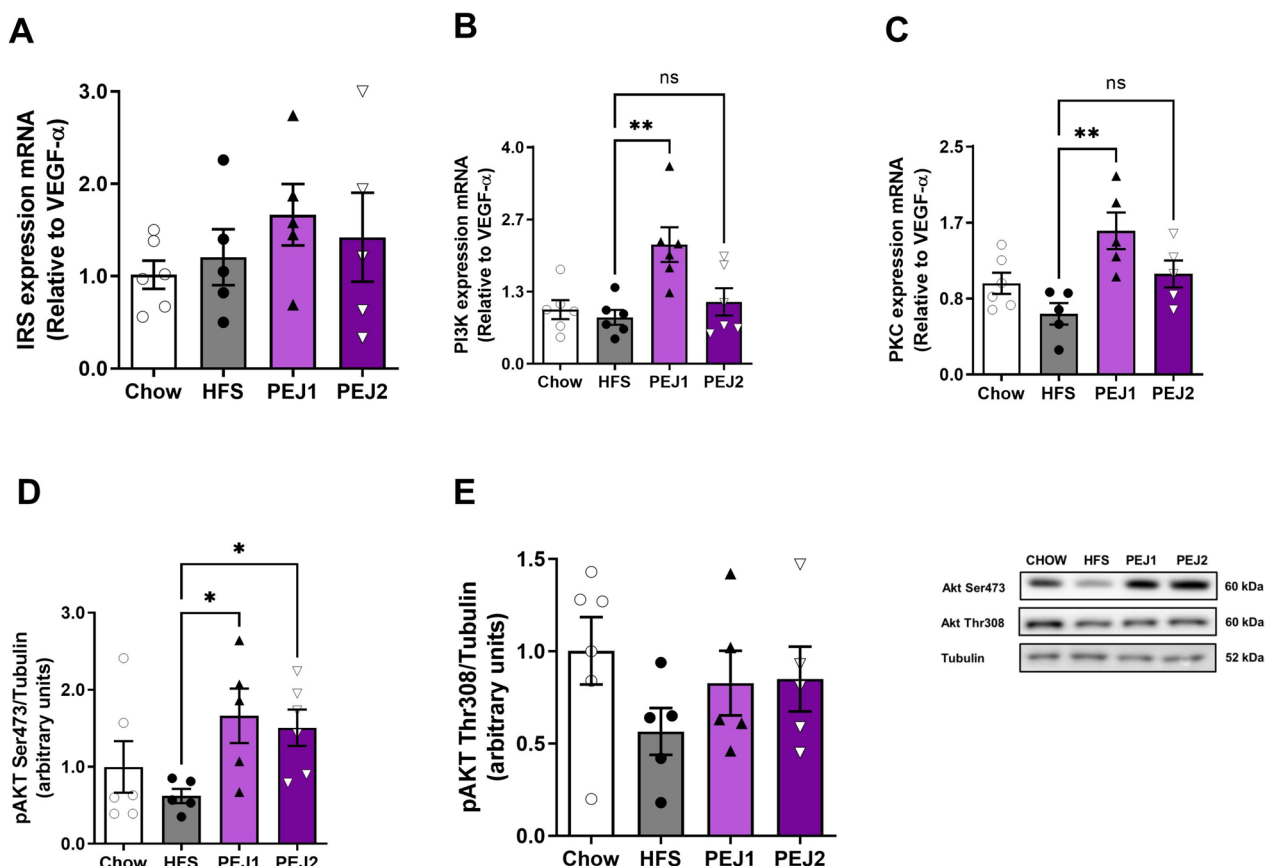 A
IRS expression mRNA
(Relative to VEGF-α)
3.0
2.0
1.0
0.0
Chow HFS PEJ1 PEJ2
B
ns
**
PI3K expression mRNA
(Relative to VEGF-α)
4.0
2.7
1.3
0.0
Chow HFS PEJ1 PEJ2
C
ns
**
PKC expression mRNA
(Relative to VEGF-α)
2.5
1.7
0.8
0.0
Chow HFS PEJ1 PEJ2
D
*
*
pAKT Ser473/Tubulin
(arbitrary units)
3.0
2.0
1.0
0.0
Chow HFS PEJ1 PEJ2
E
pAKT Thr308/Tubulin
(arbitrary units)
1.5
1.0
0.5
0.0
Chow HFS PEJ1 PEJ2
CHOW HFS PEJ1 PEJ2
Akt Ser473 60 kDa
Akt Thr308 60 kDa
Tubulin 52 kDa